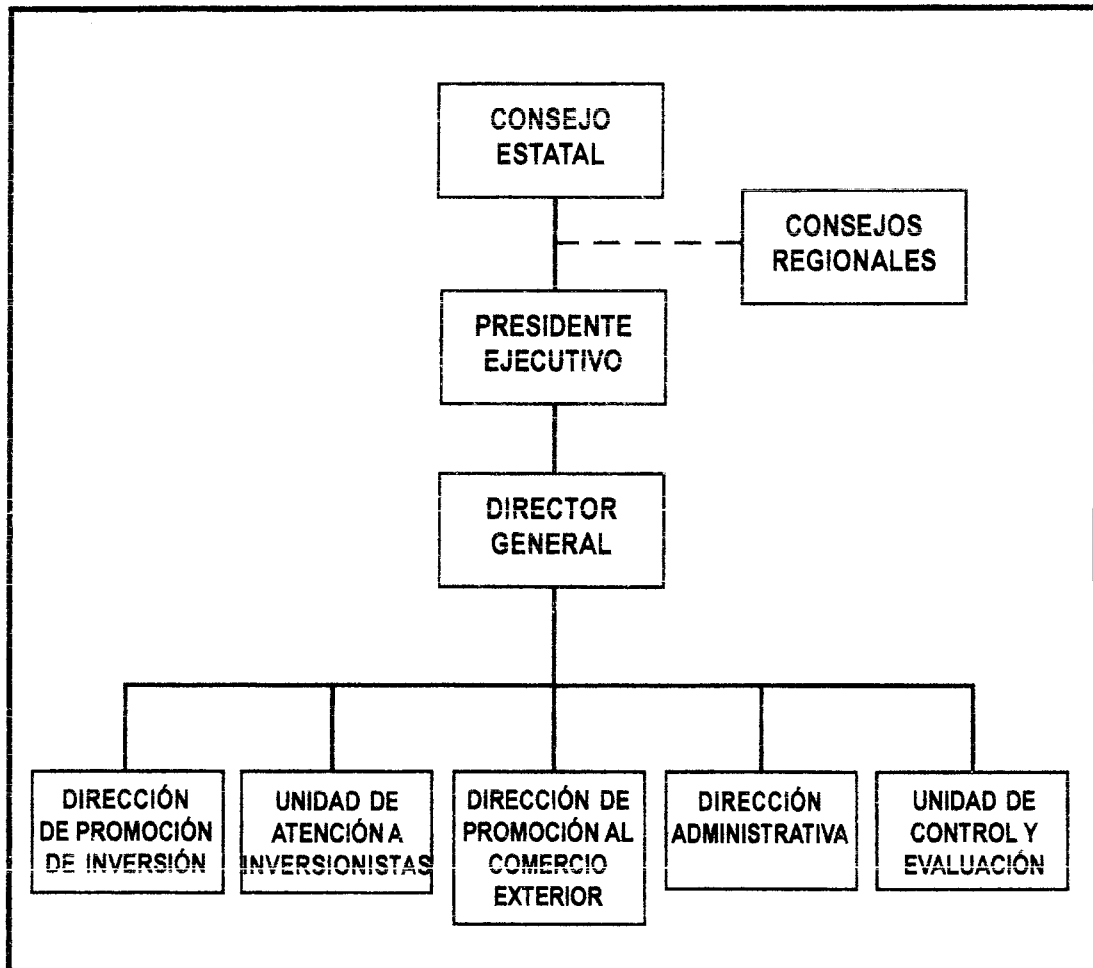 CONSEJO
ESTATAL
CONSEJOS
REGIONALES
PRESIDENTE
EJECUTIVO
DIRECTOR
GENERAL
DIRECCIÓN
DE PROMOCIÓN
DE INVERSIÓN
UNIDAD DE
ATENCIÓN A
INVERSIONISTAS
DIRECCIÓN DE
PROMOCIÓN AL
COMERCIO
EXTERIOR
DIRECCIÓN
ADMINISTRATIVA
UNIDAD DE
CONTROL Y
EVALUACIÓN